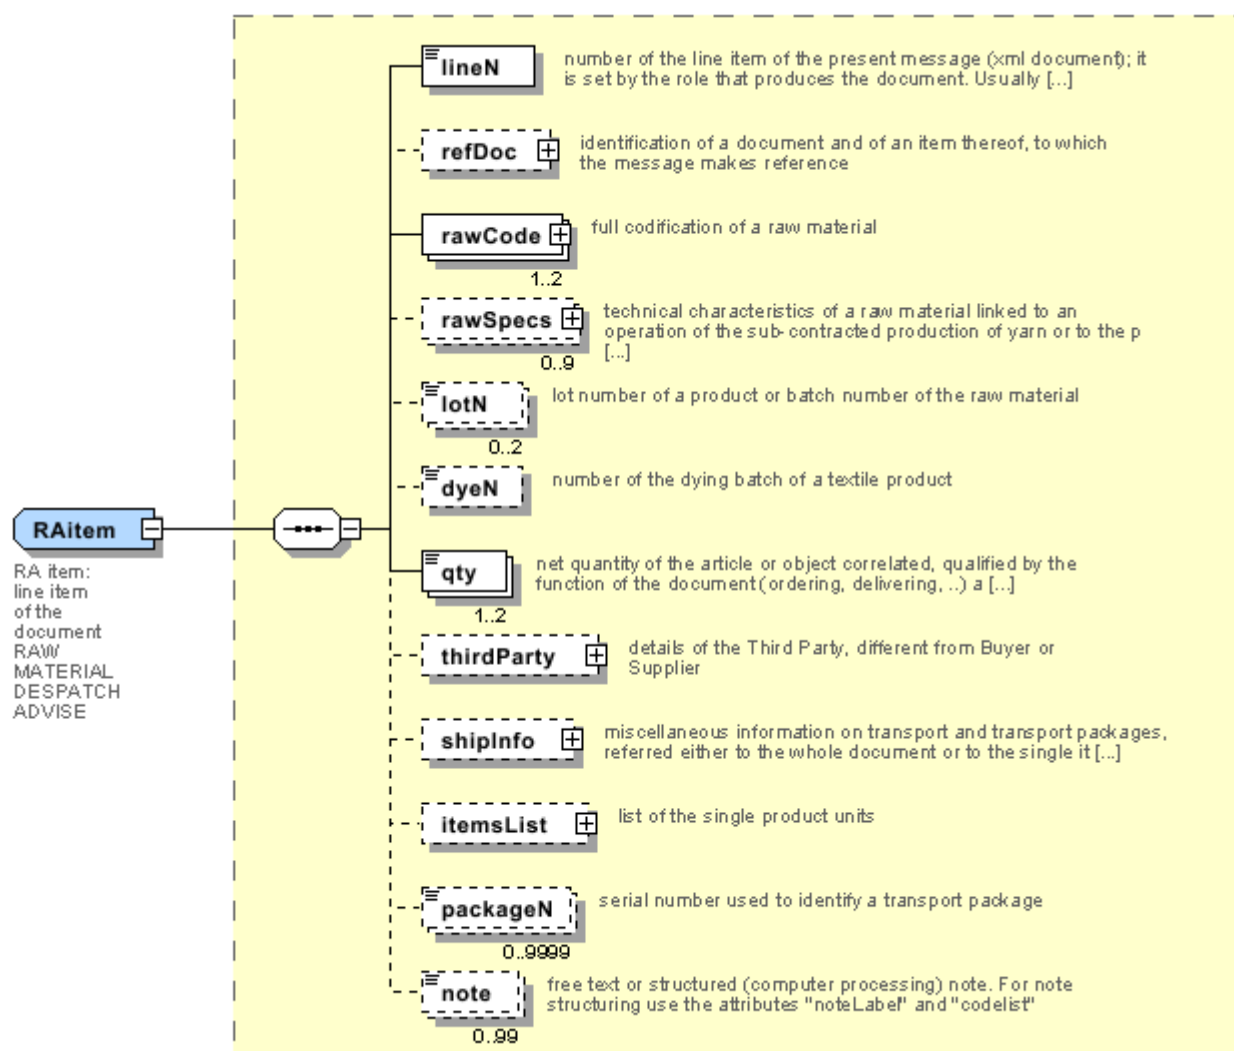 lineN
number of the line item of the present message (xml document); it
is set by the role that produces the document. Usually [...]
refDoc
identification of a document and of an item thereof, to which
the message makes reference
rawCode
full codification of a raw material
1..2
rawSpecs
technical characteristics of a raw material linked to an
operation of the sub-contracted production of yarn or to the p
[...]
0..9
lotN
lot number of a product or batch number of the raw material
0..2
dyeN
number of the dying batch of a textile product
RAitem
RA item:
line item
of the
document
RAW
MATERIAL
DESPATCH
ADVISE
qty
net quantity of the article or object correlated, qualified by the
function of the document (ordering, delivering, ..) a [...]
1..2
thirdParty
details of the Third Party, different from Buyer or
Supplier
shipInfo
miscellaneous information on transport and transport packages,
referred either to the whole document or to the single it [...]
itemsList
list of the single product units
packageN
serial number used to identify a transport package
0..9999
note
free text or structured (computer processing) note. For note
structuring use the attributes "noteLabel" and "codelist"
0..99